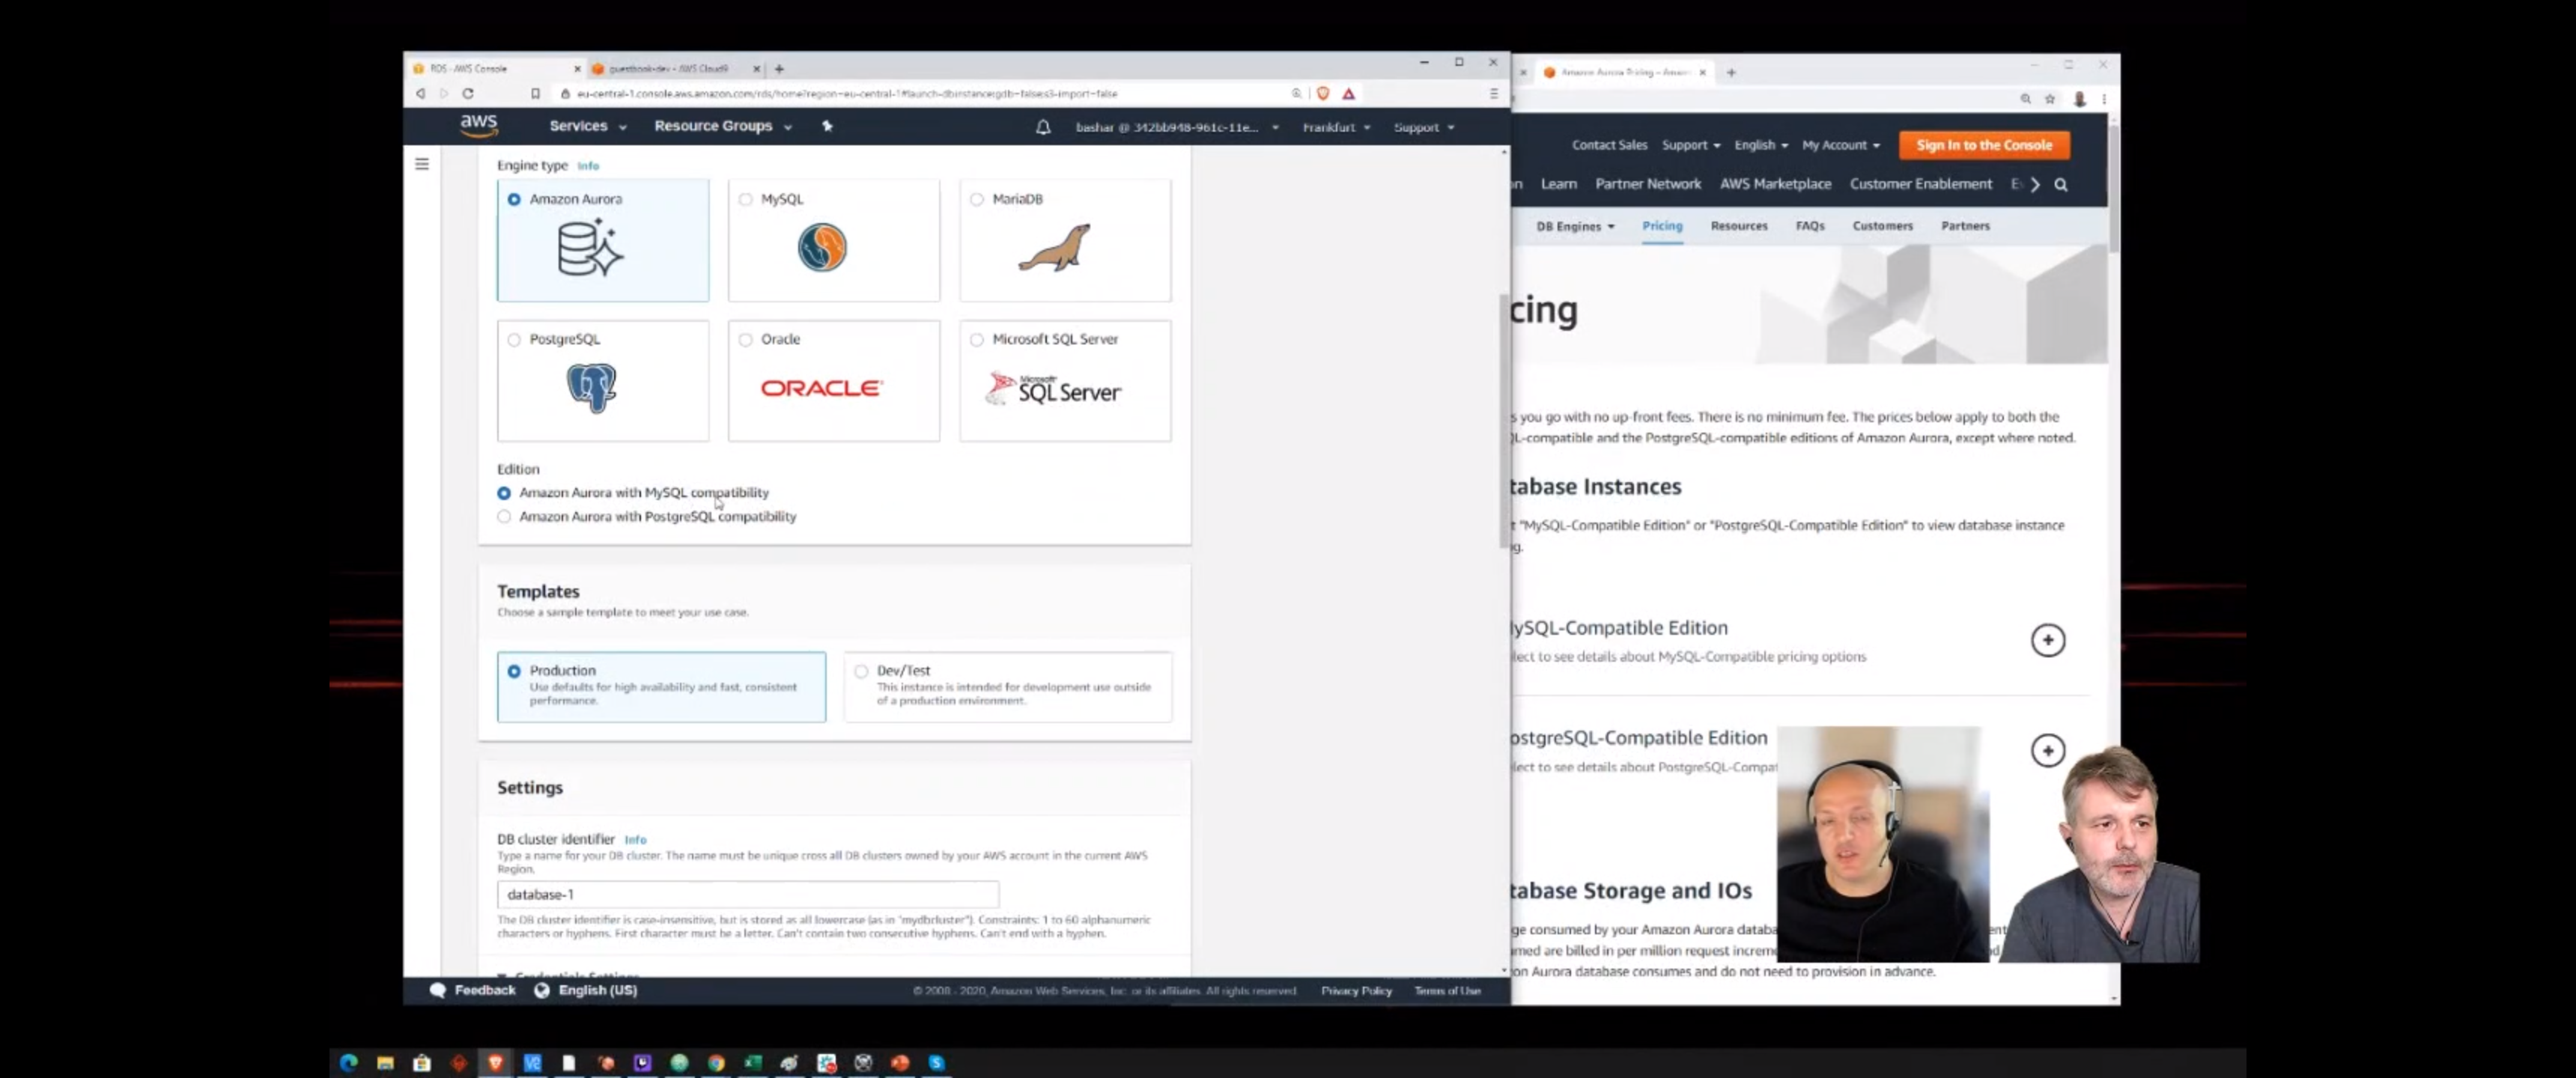 RDS - AWS Console
guestbook-dev - AWS Cloud9
eu-central-1.console.aws.amazon.com/rds/home?region=eu-central-1#launch-dbinstance:gdb=false;s3-import=false
aws
Services
Resource Groups
bashar @ 342bb948-961c-11e...
Frankfurt
Support
Engine type Info
Amazon Aurora
MySQL
MariaDB
PostgreSQL
Oracle
Microsoft SQL Server
ORACLE
Microsoft
SQL Server
Edition
Amazon Aurora with MySQL compatibility
Amazon Aurora with PostgreSQL compatibility
Templates
Choose a sample template to meet your use case.
Production
Use defaults for high availability and fast, consistent
performance.
Dev/Test
This instance is intended for development use outside
of a production environment.
Settings
DB cluster identifier Info
Type a name for your DB cluster. The name must be unique cross all DB clusters owned by your AWS account in the current AWS
Region.
database-1
The DB cluster identifier is case-insensitive, but is stored as all lowercase (as in "mydbcluster"). Constraints: 1 to 60 alphanumeric
characters or hyphens. First character must be a letter. Can't contain two consecutive hyphens. Can't end with a hyphen.
Credentials Settings
Feedback
English (US)
© 2008 - 2020, Amazon Web Services, Inc. or its affiliates. All rights reserved.
Privacy Policy
Terms of Use
Amazon Aurora Pricing - Amazon
Contact Sales
Support
English
My Account
Sign In to the Console
Learn
Partner Network
AWS Marketplace
Customer Enablement
DB Engines
Pricing
Resources
FAQs
Customers
Partners
cing
s you go with no up-front fees. There is no minimum fee. The prices below apply to both the
L-compatible and the PostgreSQL-compatible editions of Amazon Aurora, except where noted.
tabase Instances
t "MySQL-Compatible Edition" or "PostgreSQL-Compatible Edition" to view database instance
g.
ySQL-Compatible Edition
lect to see details about MySQL-Compatible pricing options
ostgreSQL-Compatible Edition
lect to see details about PostgreSQL-Compat
tabase Storage and IOs
ge consumed by your Amazon Aurora databa
med are billed in per million request increme
on Aurora database consumes and do not need to provision in advance.